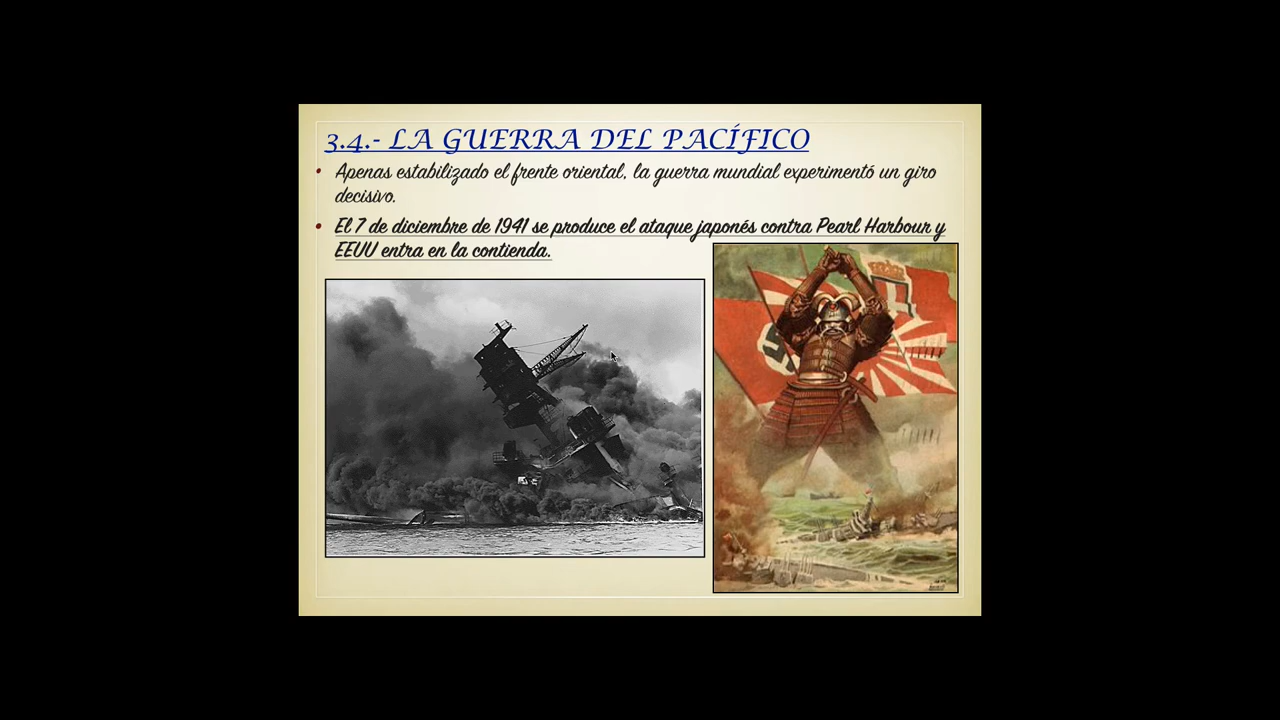 3.4.- LA GUERRA DEL PACÍFICO
• Apenas estabilizado el frente oriental, la guerra mundial experimentó un giro
decisivo.
• El 7 de diciembre de 1941 se produce el ataque japonés contra Pearl Harbour y
EEUU entra en la contienda.